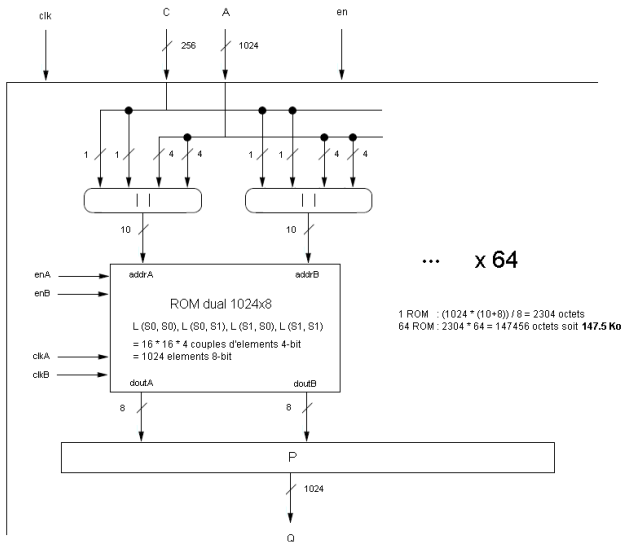 clk C A en
256 1024
1 1 4 4 1 1 4 4
| | | |
10 10
addrA addrB
enA
enB
ROM dual 1024x8
L (S0, S0), L (S0, S1), L (S1, S0), L (S1, S1)
= 16 * 16 * 4 couples d'elements 4-bit
= 1024 elements 8-bit
clkA
clkB
doutA doutB
... x 64
1 ROM : (1024 * (10+8)) / 8 = 2304 octets
64 ROM : 2304 * 64 = 147456 octets soit 147.5 Ko
8 8
P
1024
Q